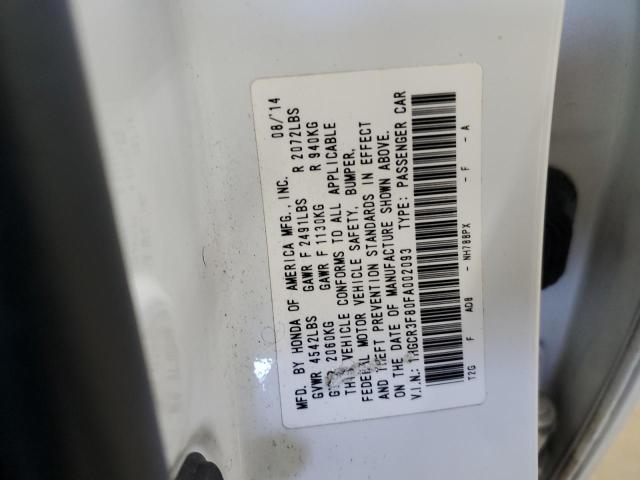 MFD. BY HONDA OF AMERICA MFG., INC. 08/14
GVWR 4542LBS GAWR F 2491LBS R 2072LBS
2060KG GAWR F 1130KG R 940KG
VEHICLE CONFORMS TO ALL APPLICABLE
FEDERAL MOTOR VEHICLE SAFETY, BUMPER,
AND THEFT PREVENTION STANDARDS IN EFFECT
ON THE DATE OF MANUFACTURE SHOWN ABOVE.
V.I.N.: 1HGCR3F80FA002093 TYPE: PASSENGER CAR
T2G F AD8 - NH788PX - F - A